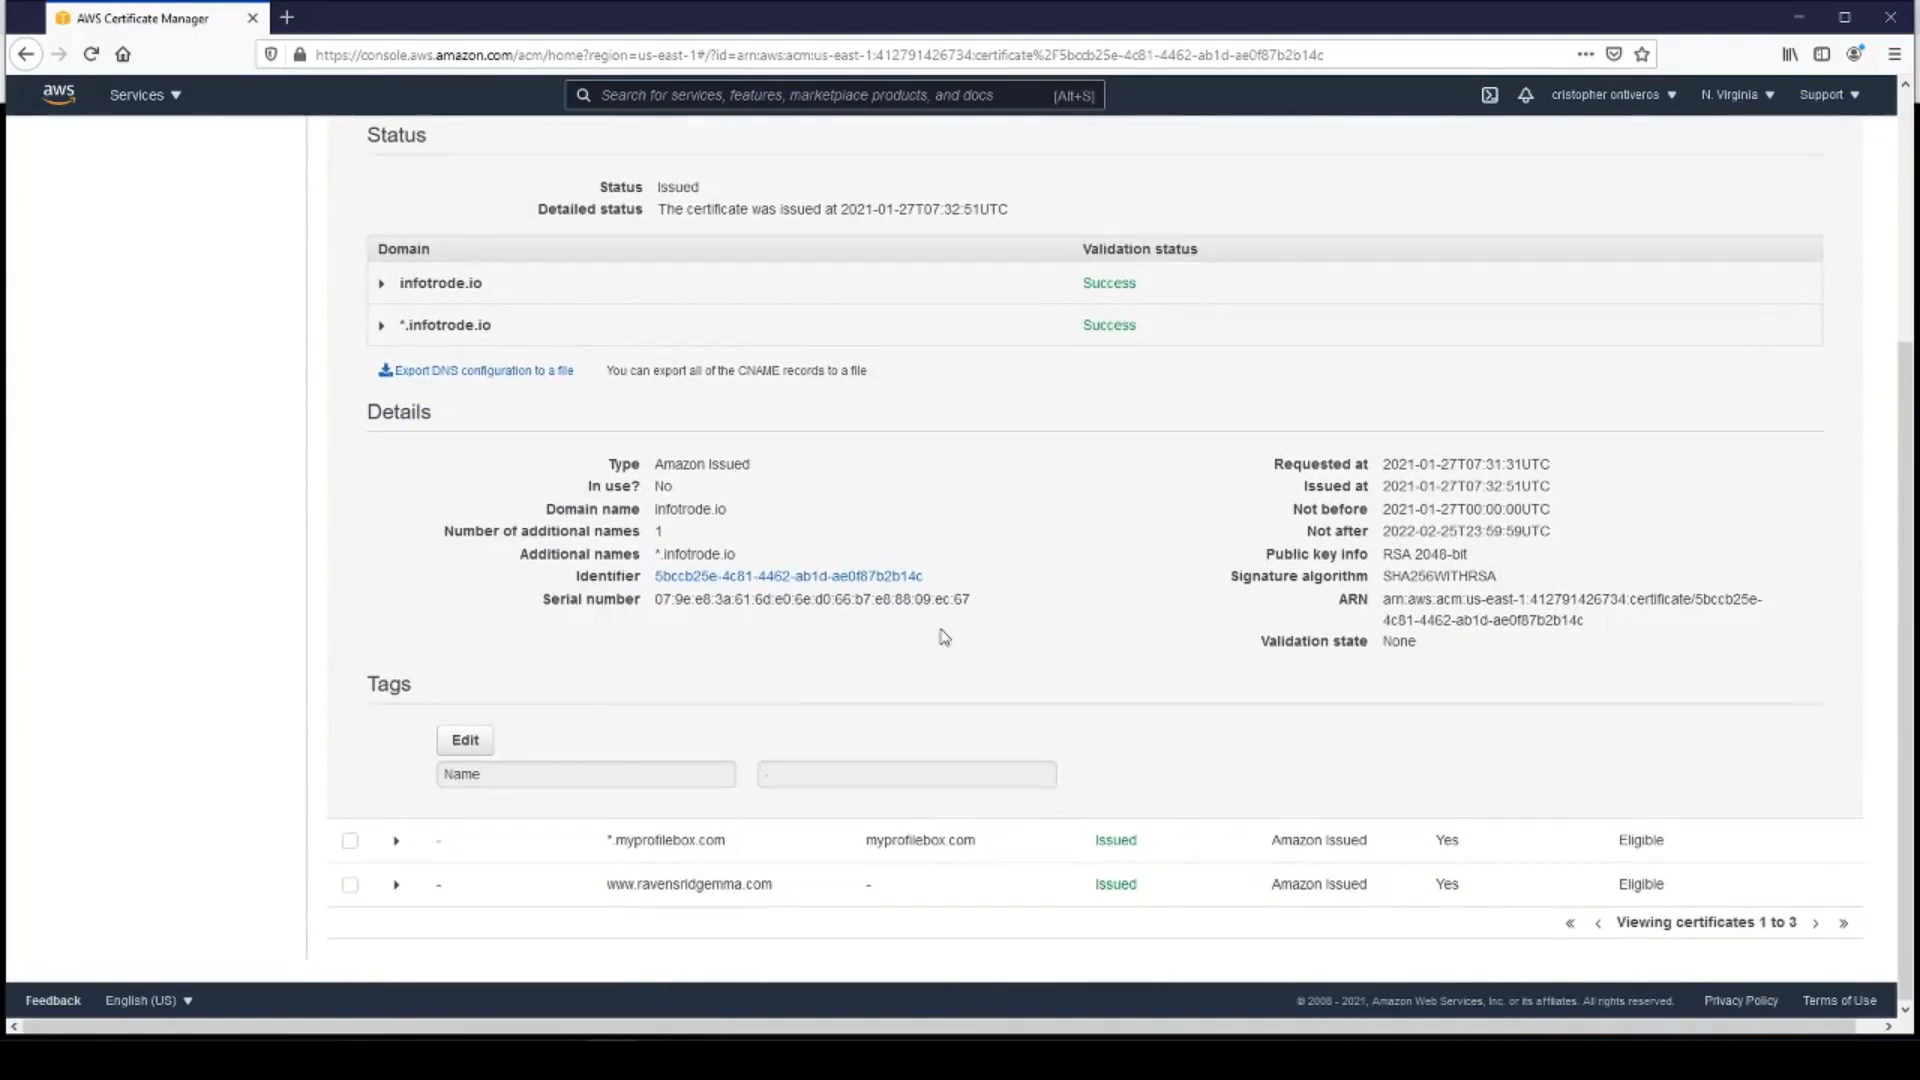 AWS Certificate Manager
https://console.aws.amazon.com/acm/home?region=us-east-1#/?id=arn:aws:acm:us-east-1:412791426734:certificate%2F5bccb25e-4c81-4462-ab1d-ae0f87b2b14c
aws
Services
Search for services, features, marketplace products, and docs
[Alt+S]
cristopher ontiveros
N. Virginia
Support
Status
Status Issued
Detailed status The certificate was issued at 2021-01-27T07:32:51UTC
Domain Validation status
infotrode.io Success
*.infotrode.io Success
Export DNS configuration to a file You can export all of the CNAME records to a file
Details
Type Amazon Issued
In use? No
Domain name infotrode.io
Number of additional names 1
Additional names *.infotrode.io
Identifier 5bccb25e-4c81-4462-ab1d-ae0f87b2b14c
Serial number 07:9e:e8:3a:61:6d:e0:6e:d0:66:b7:e8:88:09:ec:67
Requested at 2021-01-27T07:31:31UTC
Issued at 2021-01-27T07:32:51UTC
Not before 2021-01-27T00:00:00UTC
Not after 2022-02-25T23:59:59UTC
Public key info RSA 2048-bit
Signature algorithm SHA256WITHRSA
ARN arn:aws:acm:us-east-1:412791426734:certificate/5bccb25e-
4c81-4462-ab1d-ae0f87b2b14c
Validation state None
Tags
Edit
Name -
- *.myprofilebox.com myprofilebox.com Issued Amazon Issued Yes Eligible
- www.ravensridgemma.com - Issued Amazon Issued Yes Eligible
« ‹ Viewing certificates 1 to 3 › »
Feedback English (US)
© 2008 - 2021, Amazon Web Services, Inc. or its affiliates. All rights reserved. Privacy Policy Terms of Use